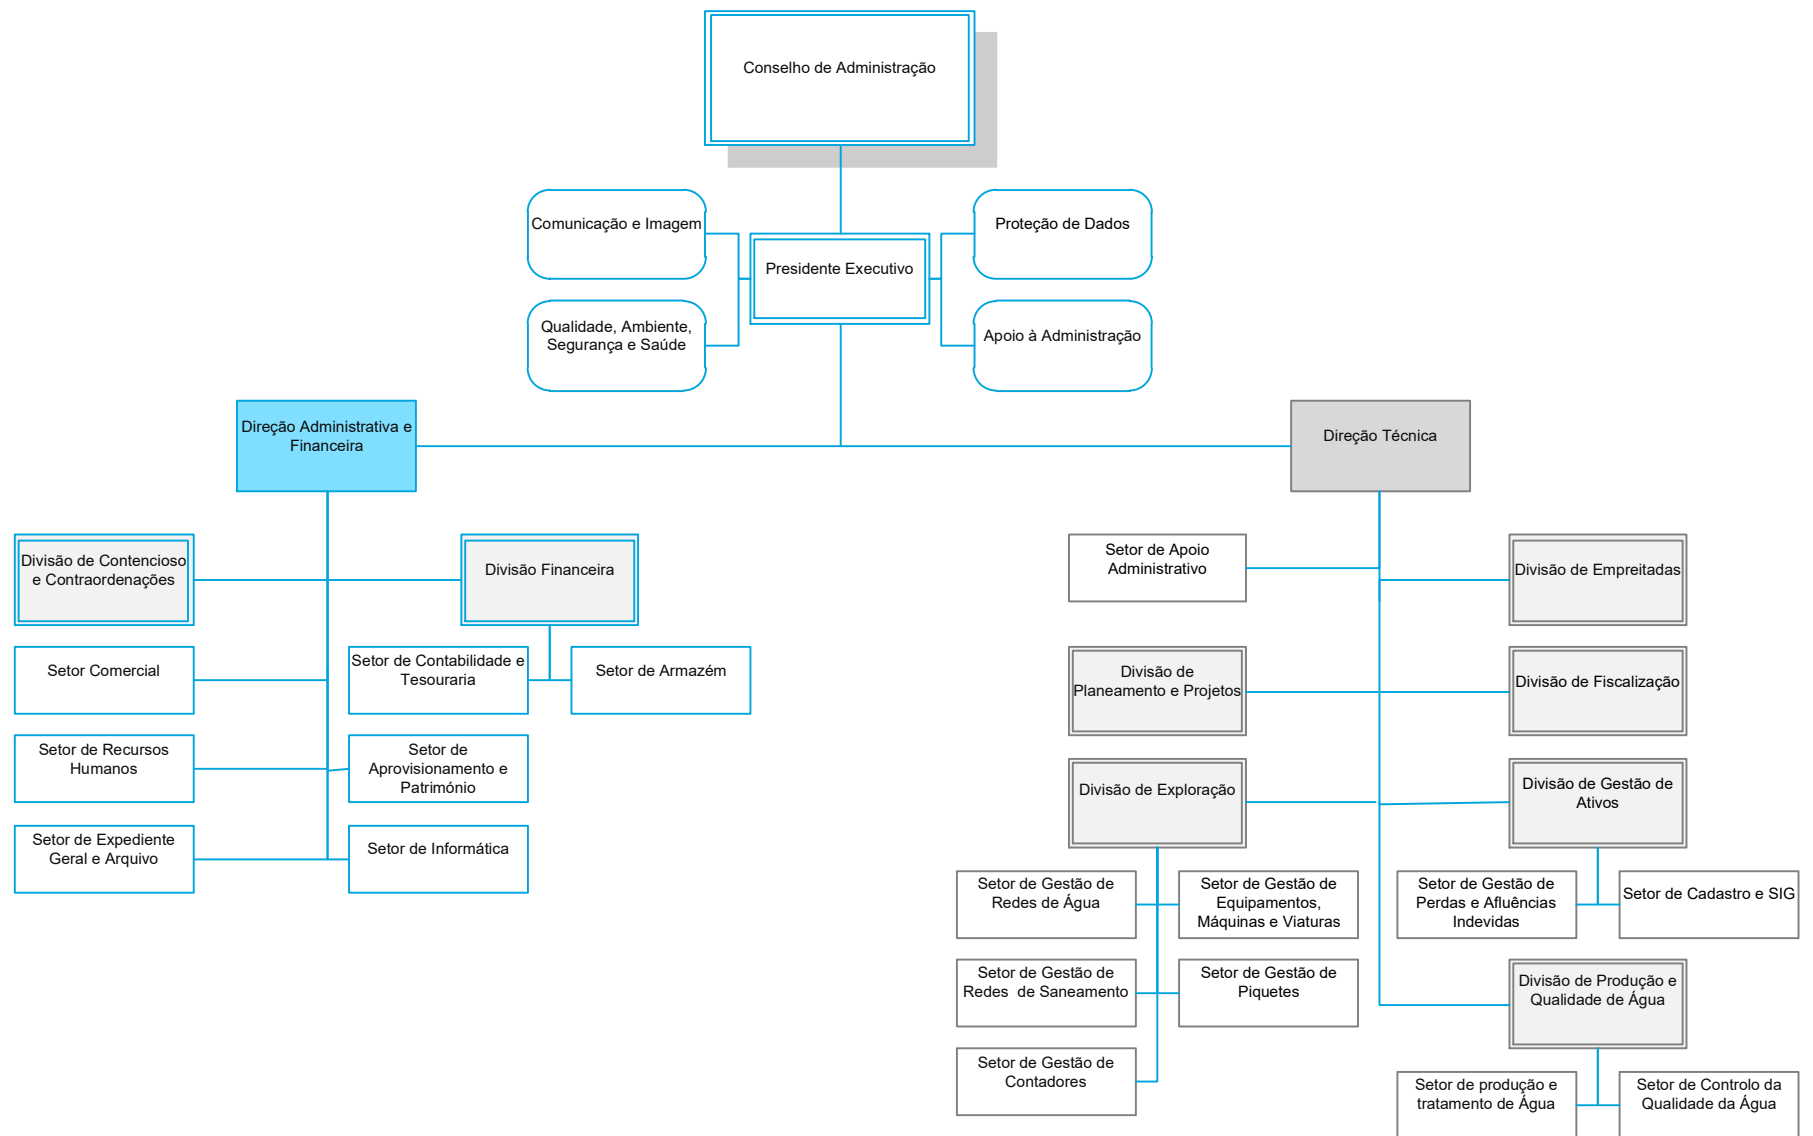 Conselho de Administração
Comunicação e Imagem
Proteção de Dados
Presidente Executivo
Qualidade, Ambiente,
Segurança e Saúde
Apoio à Administração
Direção Administrativa e
Financeira
Direção Técnica
Divisão de Contencioso
e Contraordenações
Divisão Financeira
Setor Comercial
Setor de Contabilidade e
Tesouraria
Setor de Armazém
Setor de Recursos
Humanos
Setor de
Aprovisionamento e
Património
Setor de Expediente
Geral e Arquivo
Setor de Informática
Setor de Apoio
Administrativo
Divisão de Empreitadas
Divisão de
Planeamento e Projetos
Divisão de Fiscalização
Divisão de Exploração
Divisão de Gestão de
Ativos
Setor de Gestão de
Redes de Água
Setor de Gestão de
Equipamentos,
Máquinas e Viaturas
Setor de Gestão de
Perdas e Afluências
Indevidas
Setor de Cadastro e SIG
Setor de Gestão de
Redes  de Saneamento
Setor de Gestão de
Piquetes
Divisão de Produção e
Qualidade de Água
Setor de Gestão de
Contadores
Setor de produção e
tratamento de Água
Setor de Controlo da
Qualidade da Água